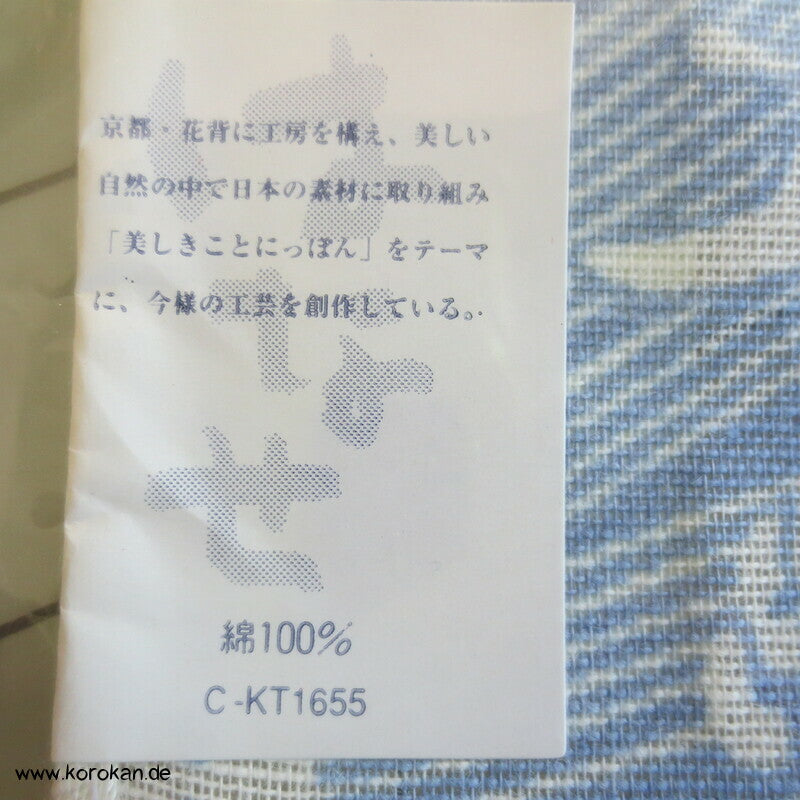 はなせ
京都・花背に工房を構え、美しい
自然の中で日本の素材に取り組み
「美しきことにっぽん」をテーマ
に、今様の工芸を創作している。
綿100%
C-KT1655
www.korokan.de